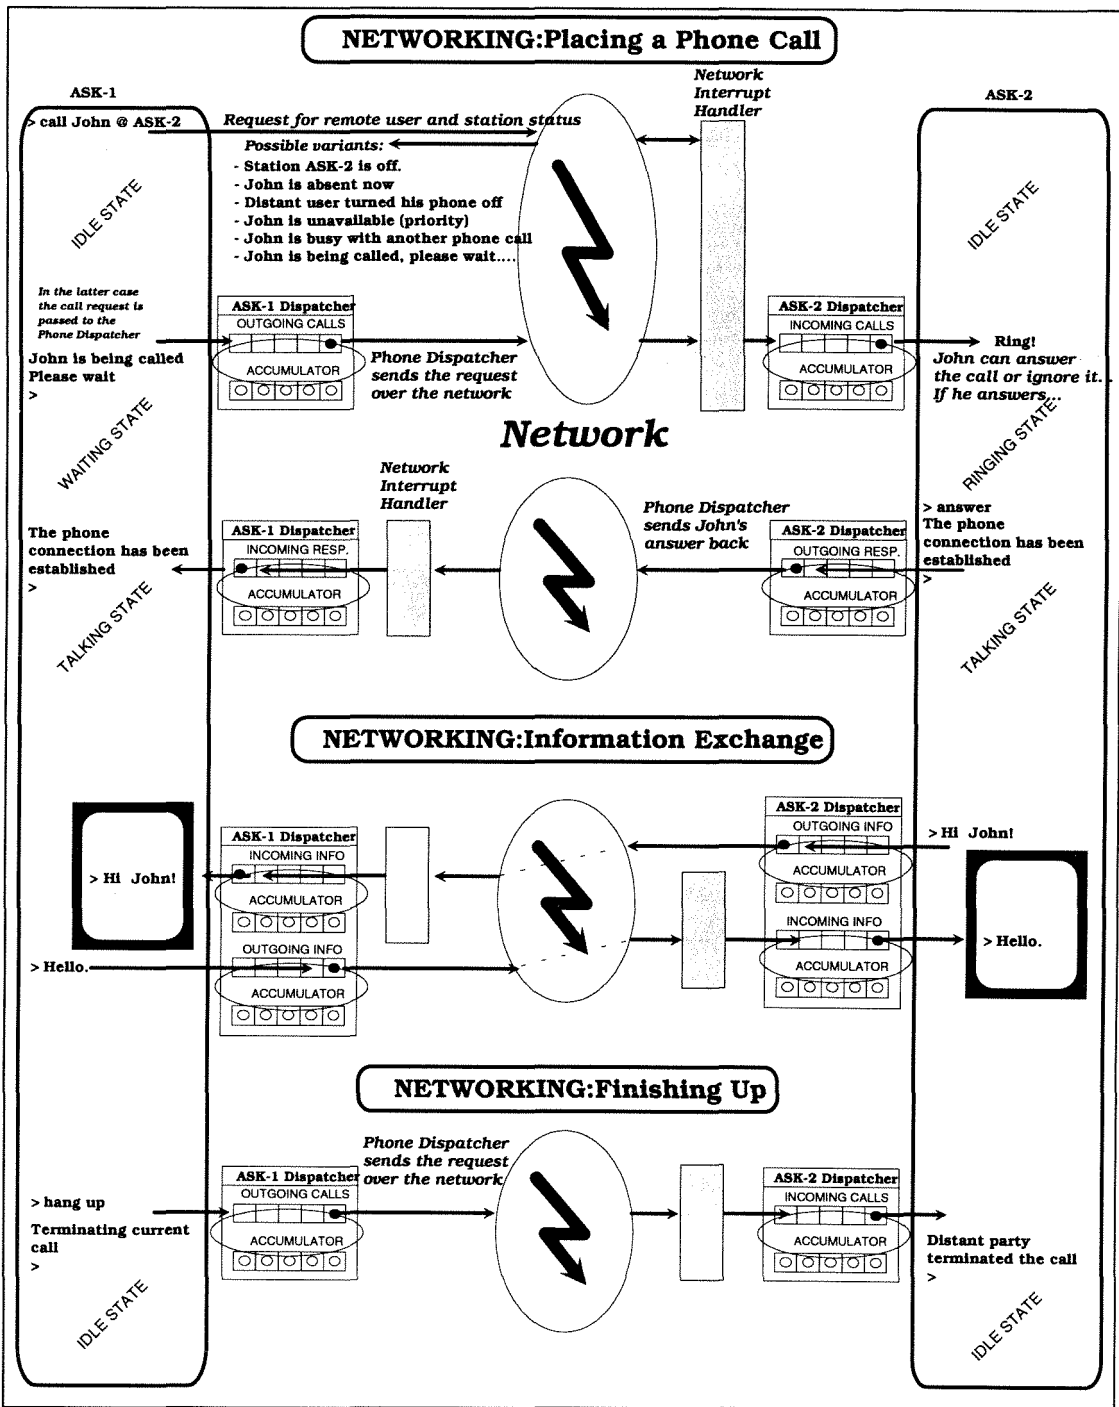 NETWORKING:Placing a Phone Call
Network
Interrupt
Handler
ASK-1
ASK-2
> call John @ ASK-2
Request for remote user and station status
Possible variants:
- Station ASK-2 is off.
- John is absent now
- Distant user turned his phone off
- John is unavailable (priority)
- John is busy with another phone call
- John is being called, please wait....
IDLE STATE
IDLE STATE
In the latter case
the call request is
passed to the
Phone Dispatcher
John is being called
Please wait
>
ASK-1 Dispatcher
OUTGOING CALLS
ACCUMULATOR
Phone Dispatcher
sends the request
over the network
ASK-2 Dispatcher
INCOMING CALLS
ACCUMULATOR
Ring!
John can answer
the call or ignore it...
If he answers,..
WAITING STATE
Network
RINGING STATE
Network
Interrupt
Handler
The phone
connection has been
established
>
ASK-1 Dispatcher
INCOMING RESP.
ACCUMULATOR
Phone Dispatcher
sends John's
answer back
ASK-2 Dispatcher
OUTGOING RESP.
ACCUMULATOR
> answer
The phone
connection has been
established
>
TALKING STATE
TALKING STATE
NETWORKING:Information Exchange
> Hi John!
ASK-1 Dispatcher
INCOMING INFO
ACCUMULATOR
OUTGOING INFO
ACCUMULATOR
> Hello.
ASK-2 Dispatcher
OUTGOING INFO
ACCUMULATOR
INCOMING INFO
ACCUMULATOR
> Hi John!
> Hello.
NETWORKING:Finishing Up
Phone Dispatcher
sends the request
over the network
> hang up
Terminating current
call
>
ASK-1 Dispatcher
OUTGOING CALLS
ACCUMULATOR
ASK-2 Dispatcher
INCOMING CALLS
ACCUMULATOR
Distant party
terminated the call
>
IDLE STATE
IDLE STATE